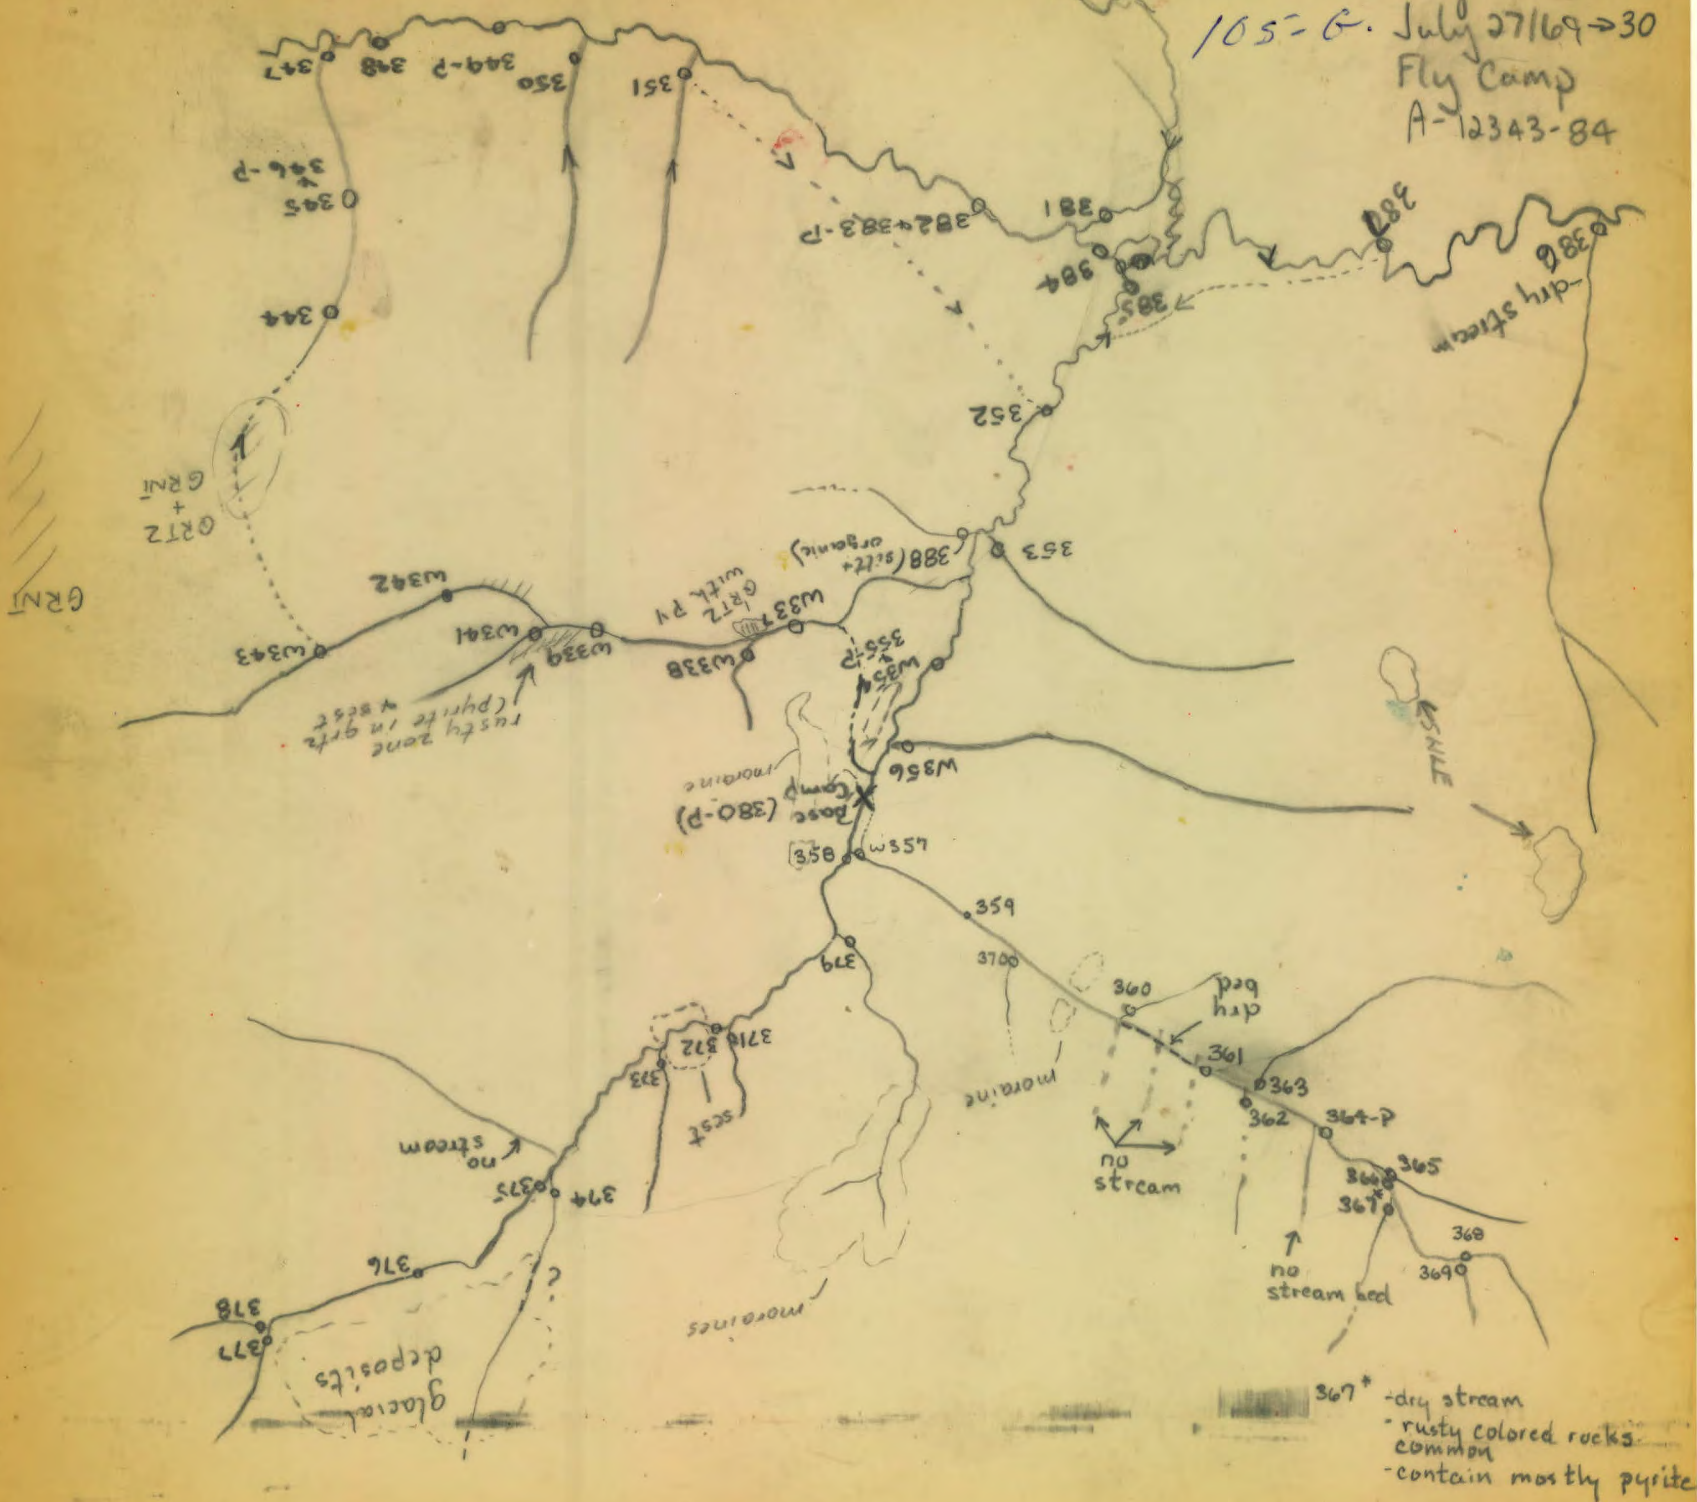 105-G. July 27/69→30
Fly Camp
A-12343-84
347
348
349-P
350
351
345
+
346-P
344
382+383-P
381
384
385
387
386
-dry stream
352
353
388 (silt +
organic)
QRTZ
+
GRNT
GRNT
W342
W343
W341
W339
rusty zone
(pyrite in qrtz
+ scst
QRTZ
with PY
W337
W338
W354
+
355-P
W356
moraine
Base
Camp
(380-P)
358
W357
SNLE
359
370
360
dry
bed
361
363
362
364-P
365
366
367*
368
369
moraine
no
stream
no
stream bed
379
371
372
373
scst
no
stream
375
374
376
378
377
?
glacial
deposits
moraines
367* -dry stream
- rusty colored rocks
common
-contain mostly pyrite